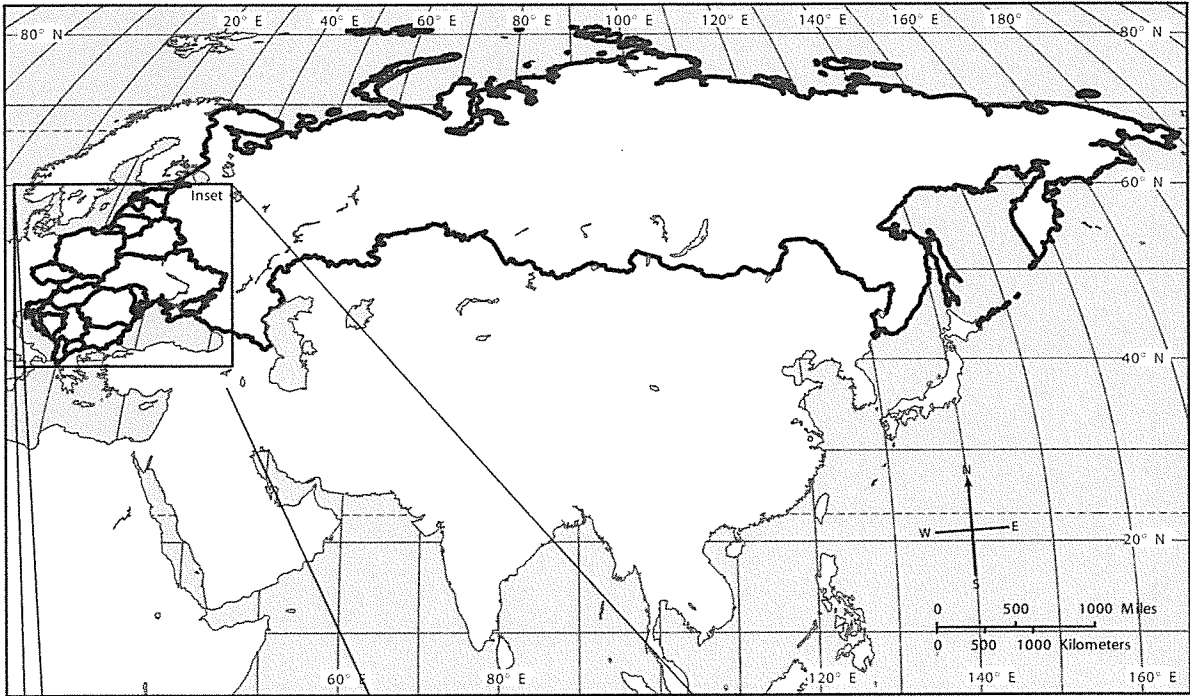 20° E 40° E 60° E 80° E 100° E 120° E 140° E 160° E 180°
80° N 80° N
Inset
60° N
40° N
N
W E
20° N
S
0 500 1000 Miles
0 500 1000 Kilometers
60° E 80° E 120° E 140° E 160° E